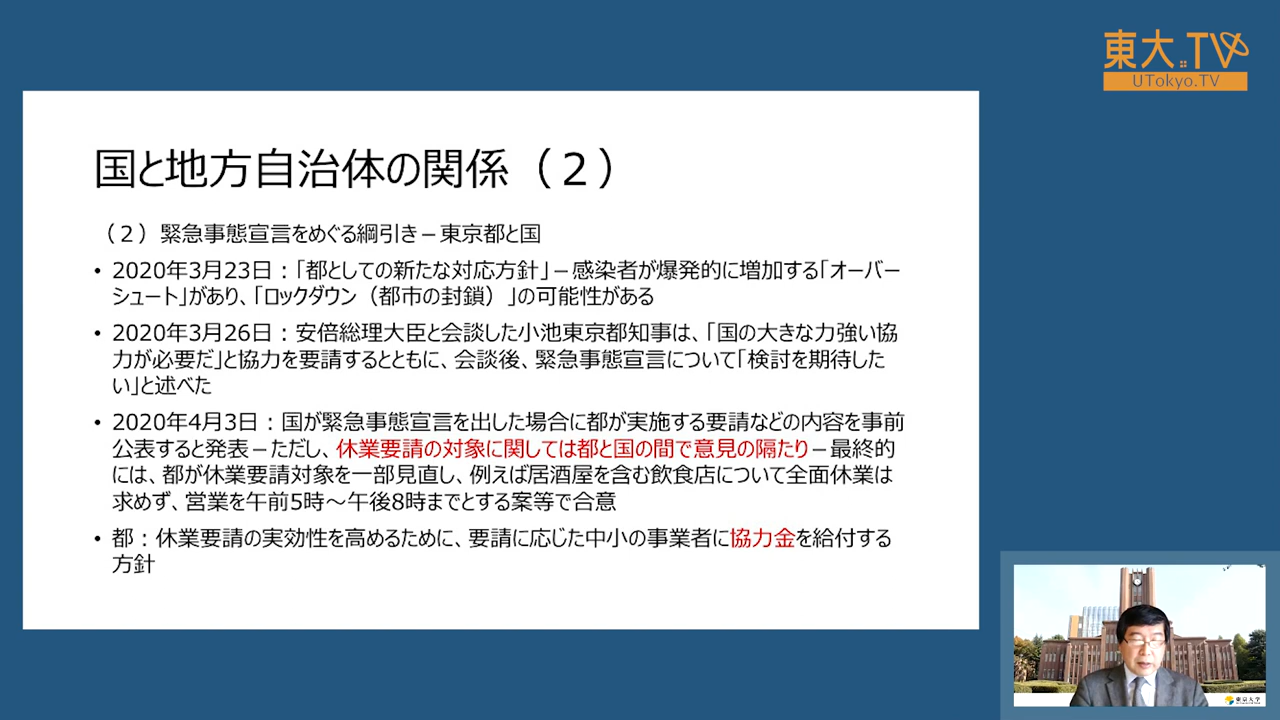 東大.TV
UTokyo.TV
国と地方自治体の関係（２）
（２）緊急事態宣言をめぐる綱引き－東京都と国
• 2020年3月23日：「都としての新たな対応方針」－感染者が爆発的に増加する「オーバー
シュート」があり、「ロックダウン（都市の封鎖）」の可能性がある
• 2020年3月26日：安倍総理大臣と会談した小池東京都知事は、「国の大きな力強い協
力が必要だ」と協力を要請するとともに、会談後、緊急事態宣言について「検討を期待した
い」と述べた
• 2020年4月3日：国が緊急事態宣言を出した場合に都が実施する要請などの内容を事前
公表すると発表－ただし、休業要請の対象に関しては都と国の間で意見の隔たり－最終的
には、都が休業要請対象を一部見直し、例えば居酒屋を含む飲食店について全面休業は
求めず、営業を午前5時～午後8時までとする案等で合意
• 都：休業要請の実効性を高めるために、要請に応じた中小の事業者に協力金を給付する
方針
東京大学